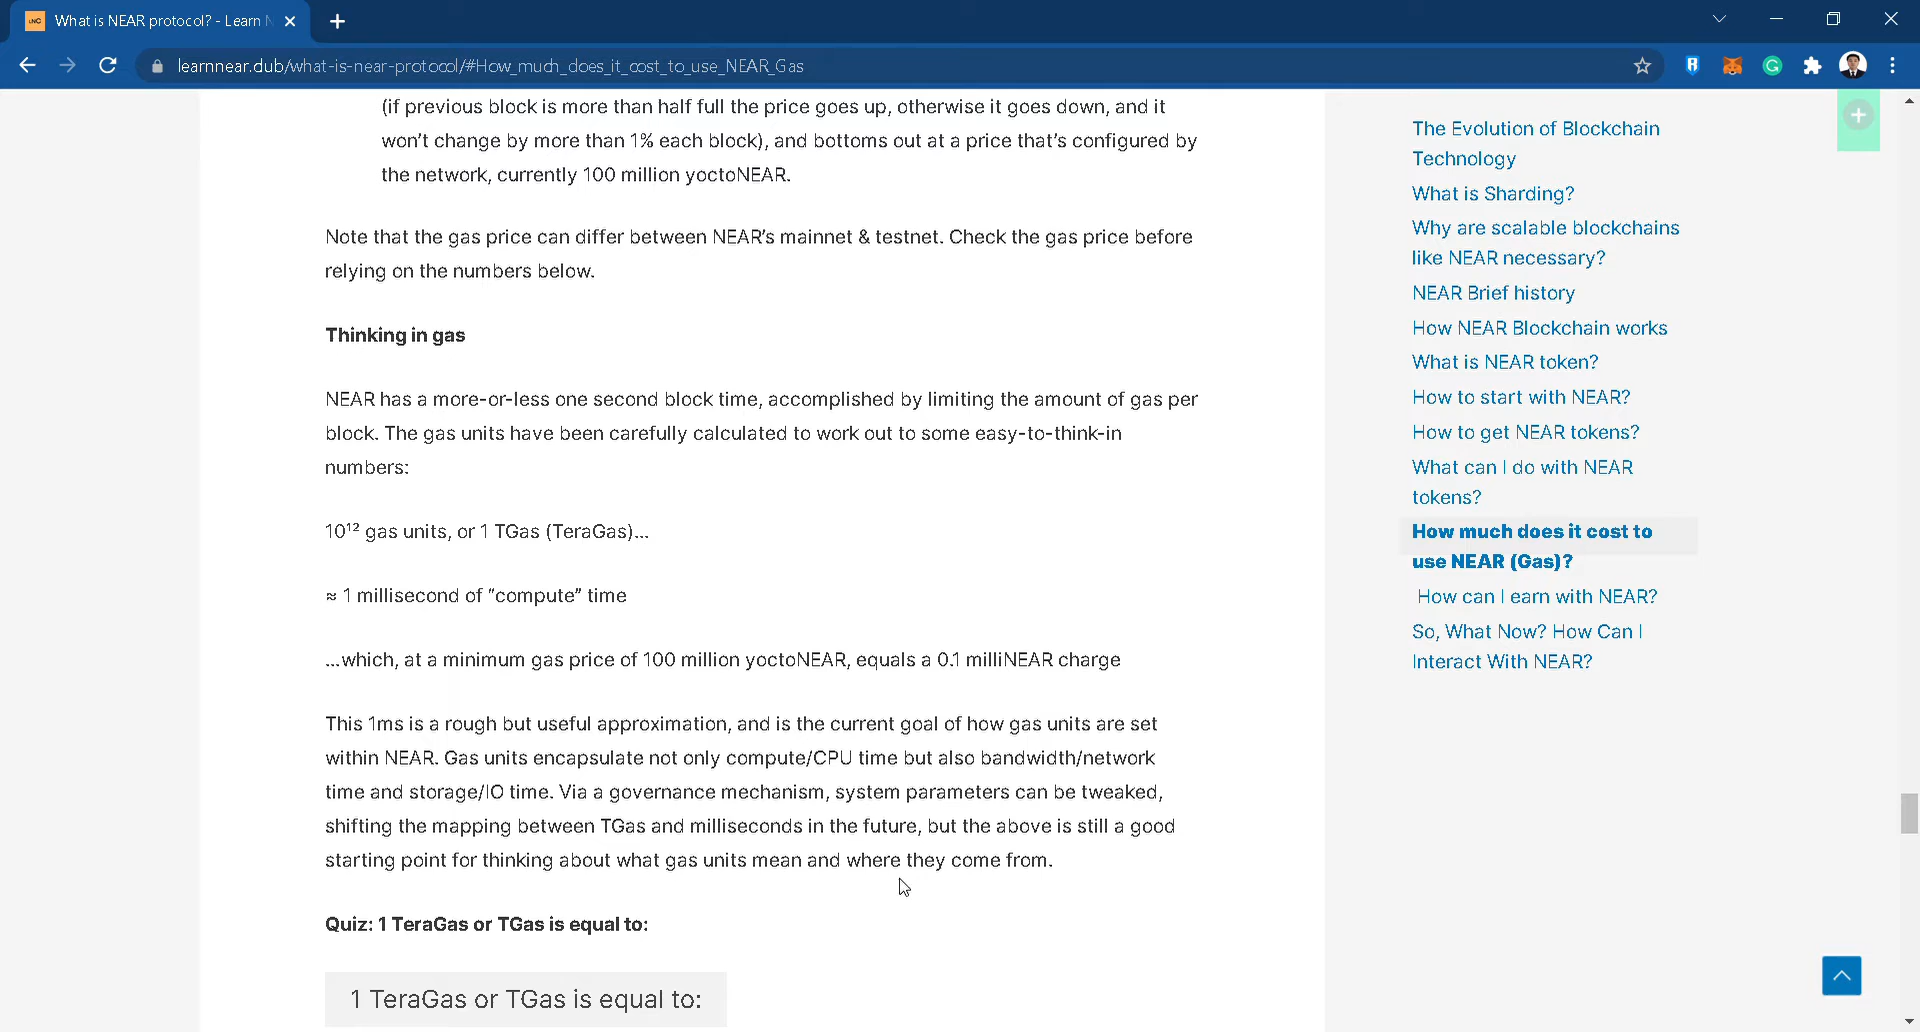 What is NEAR protocol? - Learn N
learnnear.club/what-is-near-protocol/#How_much_does_it_cost_to_use_NEAR_Gas
(if previous block is more than half full the price goes up, otherwise it goes down, and it
won’t change by more than 1% each block), and bottoms out at a price that’s configured by
the network, currently 100 million yoctoNEAR.
Note that the gas price can differ between NEAR’s mainnet & testnet. Check the gas price before
relying on the numbers below.
Thinking in gas
NEAR has a more-or-less one second block time, accomplished by limiting the amount of gas per
block. The gas units have been carefully calculated to work out to some easy-to-think-in
numbers:
10¹² gas units, or 1 TGas (TeraGas)...
≈ 1 millisecond of “compute” time
...which, at a minimum gas price of 100 million yoctoNEAR, equals a 0.1 milliNEAR charge
This 1ms is a rough but useful approximation, and is the current goal of how gas units are set
within NEAR. Gas units encapsulate not only compute/CPU time but also bandwidth/network
time and storage/IO time. Via a governance mechanism, system parameters can be tweaked,
shifting the mapping between TGas and milliseconds in the future, but the above is still a good
starting point for thinking about what gas units mean and where they come from.
Quiz: 1 TeraGas or TGas is equal to:
1 TeraGas or TGas is equal to:
The Evolution of Blockchain
Technology
What is Sharding?
Why are scalable blockchains
like NEAR necessary?
NEAR Brief history
How NEAR Blockchain works
What is NEAR token?
How to start with NEAR?
How to get NEAR tokens?
What can I do with NEAR
tokens?
How much does it cost to
use NEAR (Gas)?
How can I earn with NEAR?
So, What Now? How Can I
Interact With NEAR?